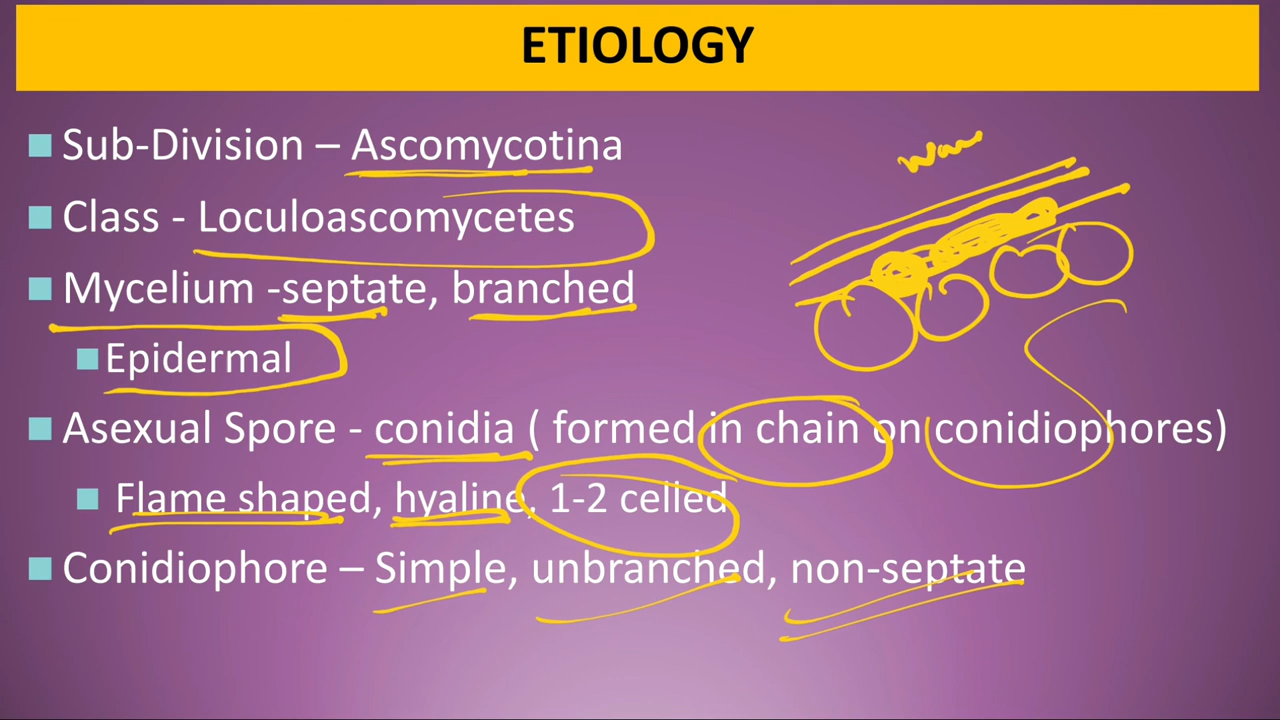 ETIOLOGY
Sub-Division – Ascomycotina
Class - Loculoascomycetes
Mycelium -septate, branched
Epidermal
Asexual Spore - conidia ( formed in chain on conidiophores)
Flame shaped, hyaline, 1-2 celled
Conidiophore – Simple, unbranched, non-septate